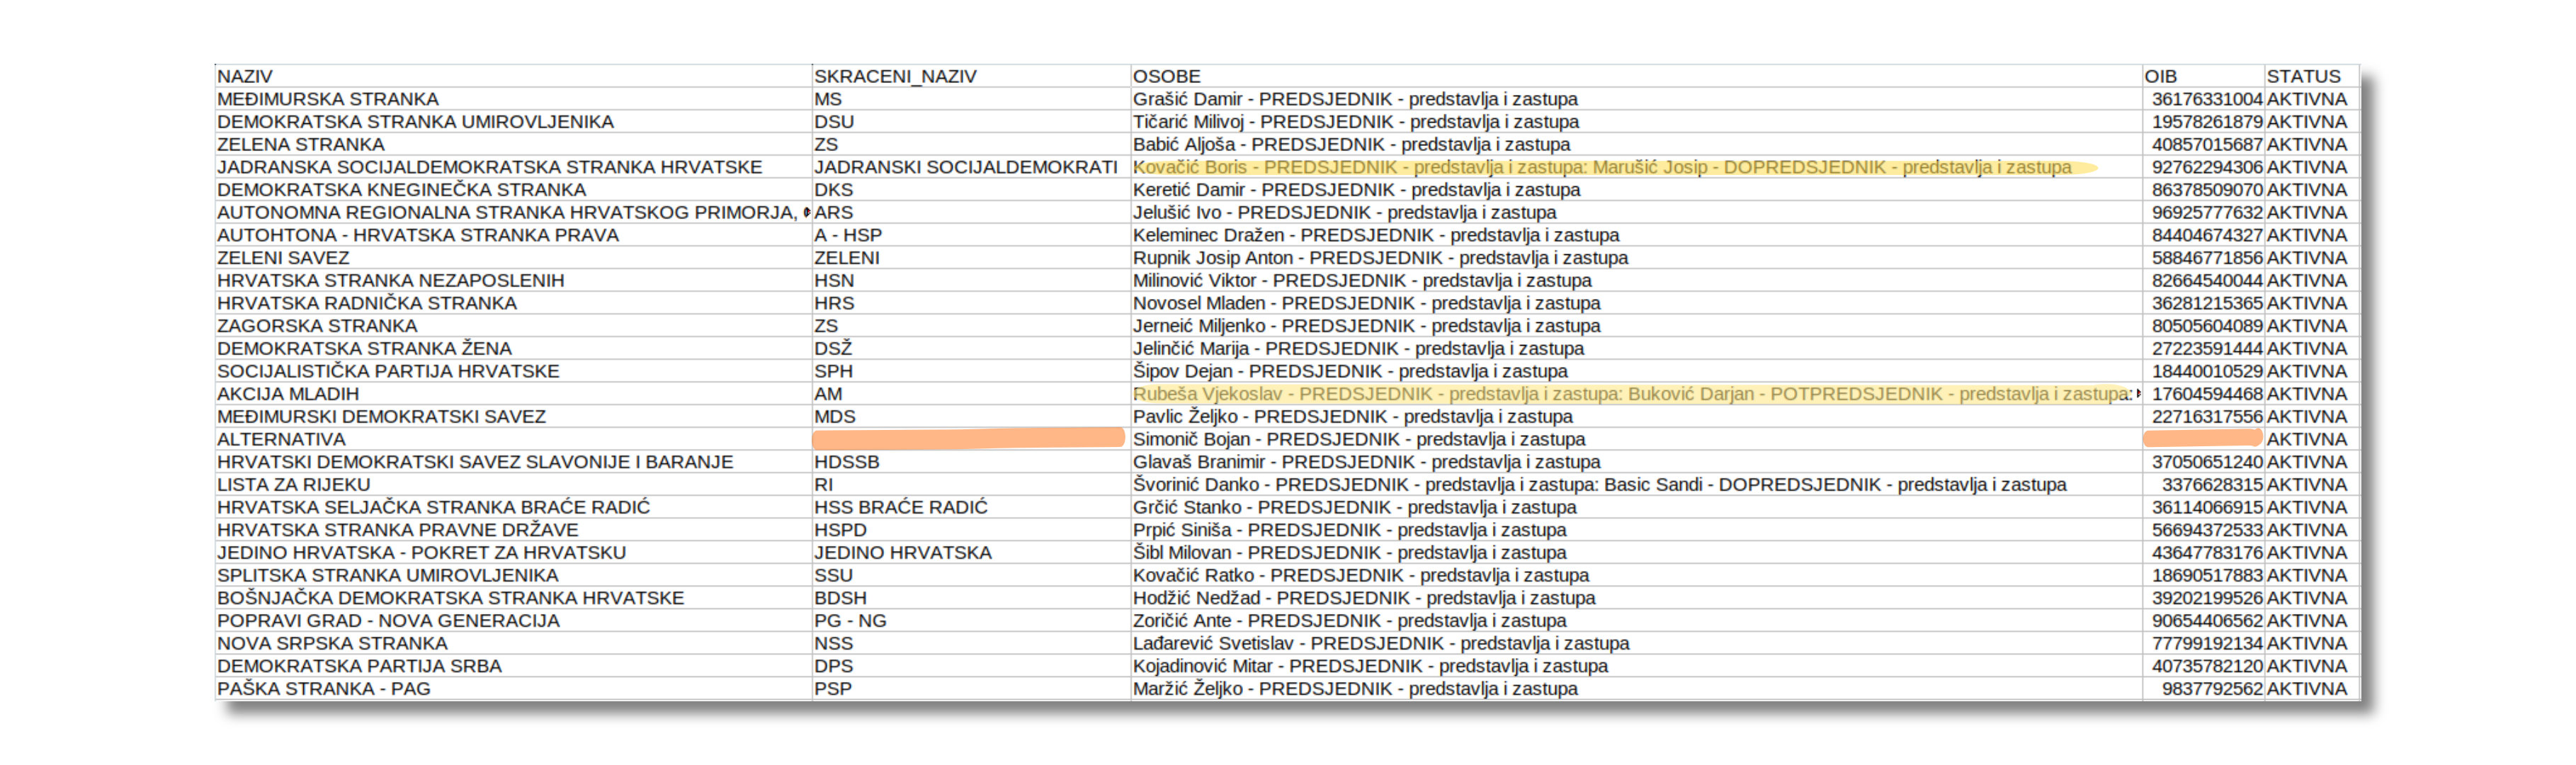 NAZIV SKRACENI_NAZIV OSOBE OIB STATUS
MEĐIMURSKA STRANKA MS Grašić Damir - PREDSJEDNIK - predstavlja i zastupa 36176331004 AKTIVNA
DEMOKRATSKA STRANKA UMIROVLJENIKA DSU Tičarić Milivoj - PREDSJEDNIK - predstavlja i zastupa 19578261879 AKTIVNA
ZELENA STRANKA ZS Babić Aljoša - PREDSJEDNIK - predstavlja i zastupa 40857015687 AKTIVNA
JADRANSKA SOCIJALDEMOKRATSKA STRANKA HRVATSKE JADRANSKI SOCIJALDEMOKRATI Kovačić Boris - PREDSJEDNIK - predstavlja i zastupa: Marušić Josip - DOPREDSJEDNIK - predstavlja i zastupa 92762294306 AKTIVNA
DEMOKRATSKA KNEGINEČKA STRANKA DKS Keretić Damir - PREDSJEDNIK - predstavlja i zastupa 86378509070 AKTIVNA
AUTONOMNA REGIONALNA STRANKA HRVATSKOG PRIMORJA, ARS Jelušić Ivo - PREDSJEDNIK - predstavlja i zastupa 96925777632 AKTIVNA
AUTOHTONA - HRVATSKA STRANKA PRAVA A - HSP Keleminec Dražen - PREDSJEDNIK - predstavlja i zastupa 84404674327 AKTIVNA
ZELENI SAVEZ ZELENI Rupnik Josip Anton - PREDSJEDNIK - predstavlja i zastupa 58846771856 AKTIVNA
HRVATSKA STRANKA NEZAPOSLENIH HSN Milinović Viktor - PREDSJEDNIK - predstavlja i zastupa 82664540044 AKTIVNA
HRVATSKA RADNIČKA STRANKA HRS Novosel Mladen - PREDSJEDNIK - predstavlja i zastupa 36281215365 AKTIVNA
ZAGORSKA STRANKA ZS Jerneić Miljenko - PREDSJEDNIK - predstavlja i zastupa 80505604089 AKTIVNA
DEMOKRATSKA STRANKA ŽENA DSŽ Jelinčić Marija - PREDSJEDNIK - predstavlja i zastupa 27223591444 AKTIVNA
SOCIJALISTIČKA PARTIJA HRVATSKE SPH Šipov Dejan - PREDSJEDNIK - predstavlja i zastupa 18440010529 AKTIVNA
AKCIJA MLADIH AM Rubeša Vjekoslav - PREDSJEDNIK - predstavlja i zastupa: Buković Darjan - POTPREDSJEDNIK - predstavlja i zastupa: 17604594468 AKTIVNA
MEĐIMURSKI DEMOKRATSKI SAVEZ MDS Pavlic Željko - PREDSJEDNIK - predstavlja i zastupa 22716317556 AKTIVNA
ALTERNATIVA Simonič Bojan - PREDSJEDNIK - predstavlja i zastupa AKTIVNA
HRVATSKI DEMOKRATSKI SAVEZ SLAVONIJE I BARANJE HDSSB Glavaš Branimir - PREDSJEDNIK - predstavlja i zastupa 37050651240 AKTIVNA
LISTA ZA RIJEKU RI Švorinić Danko - PREDSJEDNIK - predstavlja i zastupa: Basic Sandi - DOPREDSJEDNIK - predstavlja i zastupa 3376628315 AKTIVNA
HRVATSKA SELJAČKA STRANKA BRAĆE RADIĆ HSS BRAĆE RADIĆ Grčić Stanko - PREDSJEDNIK - predstavlja i zastupa 36114066915 AKTIVNA
HRVATSKA STRANKA PRAVNE DRŽAVE HSPD Prpić Siniša - PREDSJEDNIK - predstavlja i zastupa 56694372533 AKTIVNA
JEDINO HRVATSKA - POKRET ZA HRVATSKU JEDINO HRVATSKA Šibl Milovan - PREDSJEDNIK - predstavlja i zastupa 43647783176 AKTIVNA
SPLITSKA STRANKA UMIROVLJENIKA SSU Kovačić Ratko - PREDSJEDNIK - predstavlja i zastupa 18690517883 AKTIVNA
BOŠNJAČKA DEMOKRATSKA STRANKA HRVATSKE BDSH Hodžić Nedžad - PREDSJEDNIK - predstavlja i zastupa 39202199526 AKTIVNA
POPRAVI GRAD - NOVA GENERACIJA PG - NG Zoričić Ante - PREDSJEDNIK - predstavlja i zastupa 90654406562 AKTIVNA
NOVA SRPSKA STRANKA NSS Lađarević Svetislav - PREDSJEDNIK - predstavlja i zastupa 77799192134 AKTIVNA
DEMOKRATSKA PARTIJA SRBA DPS Kojadinović Mitar - PREDSJEDNIK - predstavlja i zastupa 40735782120 AKTIVNA
PAŠKA STRANKA - PAG PSP Maržić Željko - PREDSJEDNIK - predstavlja i zastupa 9837792562 AKTIVNA